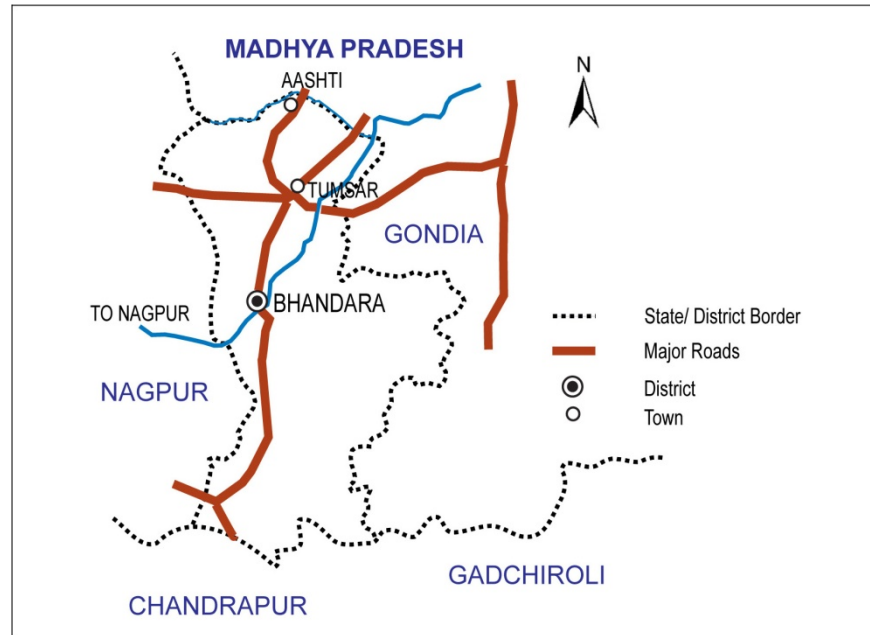 MADHYA PRADESH
AASHTI
N
TUMSAR
GONDIA
TO NAGPUR
BHANDARA
State/ District Border
Major Roads
NAGPUR
District
Town
GADCHIROLI
CHANDRAPUR